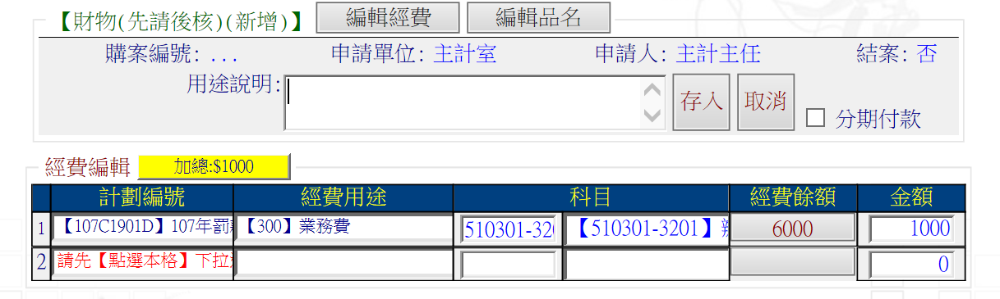 【財物(先請後核)(新增)】 編輯經費 編輯品名
購案編號: ... 申請單位: 主計室 申請人: 主計主任 結案: 否
用途說明: 存入 取消 分期付款
經費編輯 加總:$1000
計劃編號 經費用途 科目 經費餘額 金額
1 【107C1901D】107年罰 【300】業務費 510301-320 【510301-3201】 6000 1000
2 請先【點選本格】下拉 0